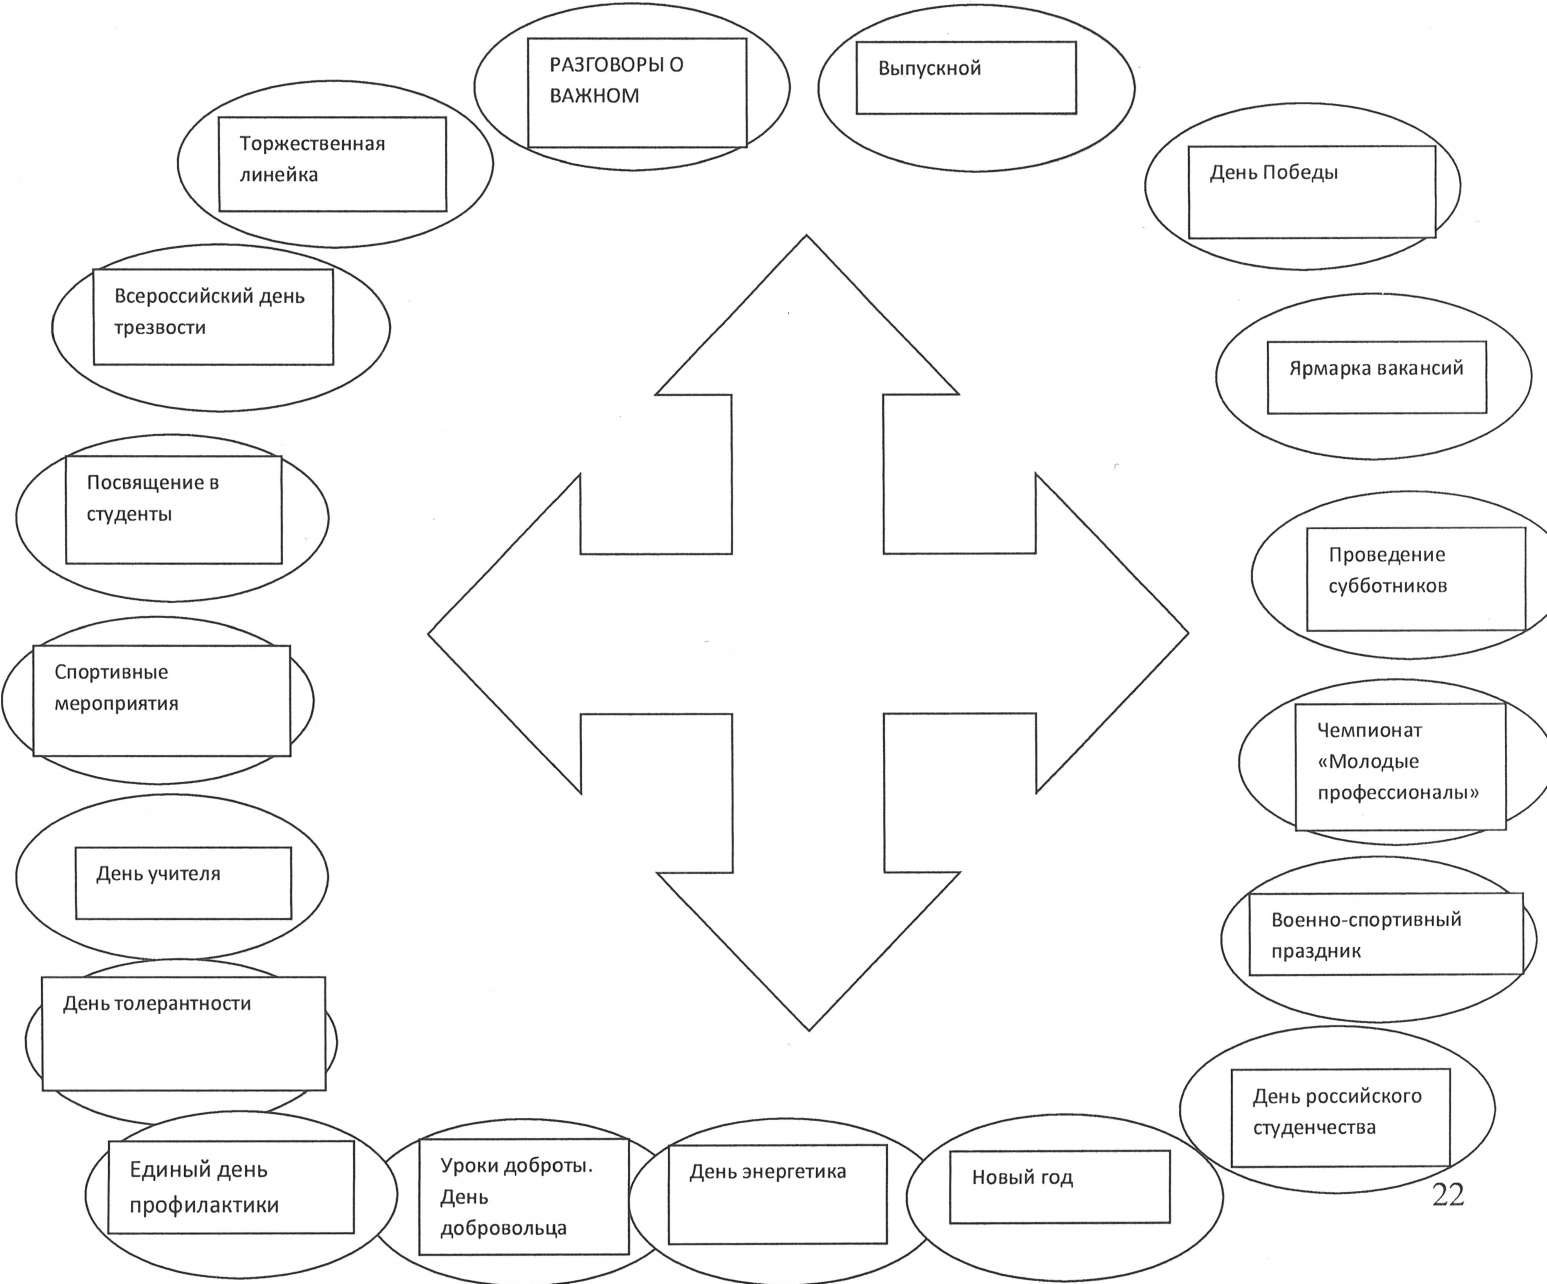 РАЗГОВОРЫ О
ВАЖНОМ
Выпускной
Торжественная
линейка
День Победы
Всероссийский день
трезвости
Ярмарка вакансий
Посвящение в
студенты
Проведение
субботников
Спортивные
мероприятия
Чемпионат
«Молодые
профессионалы»
День учителя
Военно-спортивный
праздник
День толерантности
День российского
студенчества
Единый день
профилактики
Уроки доброты.
День
добровольца
День энергетика
Новый год
22